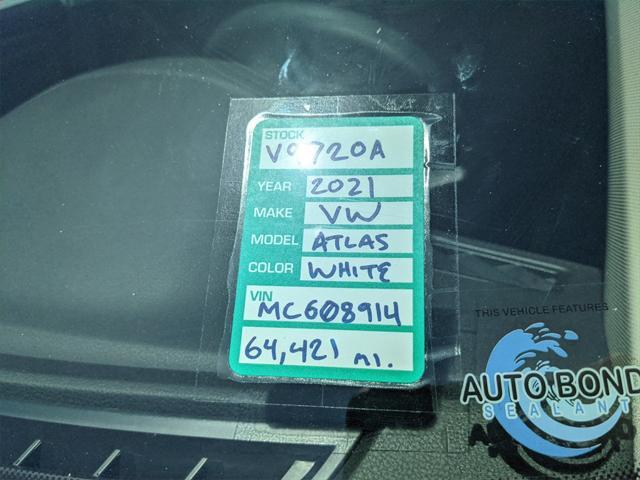 STOCK
V9720A
YEAR 2021
MAKE VW
MODEL ATLAS
COLOR WHITE
VIN
MC608914
64,421 mi.
THIS VEHICLE FEATURES
AUTO BOND
SEALANT